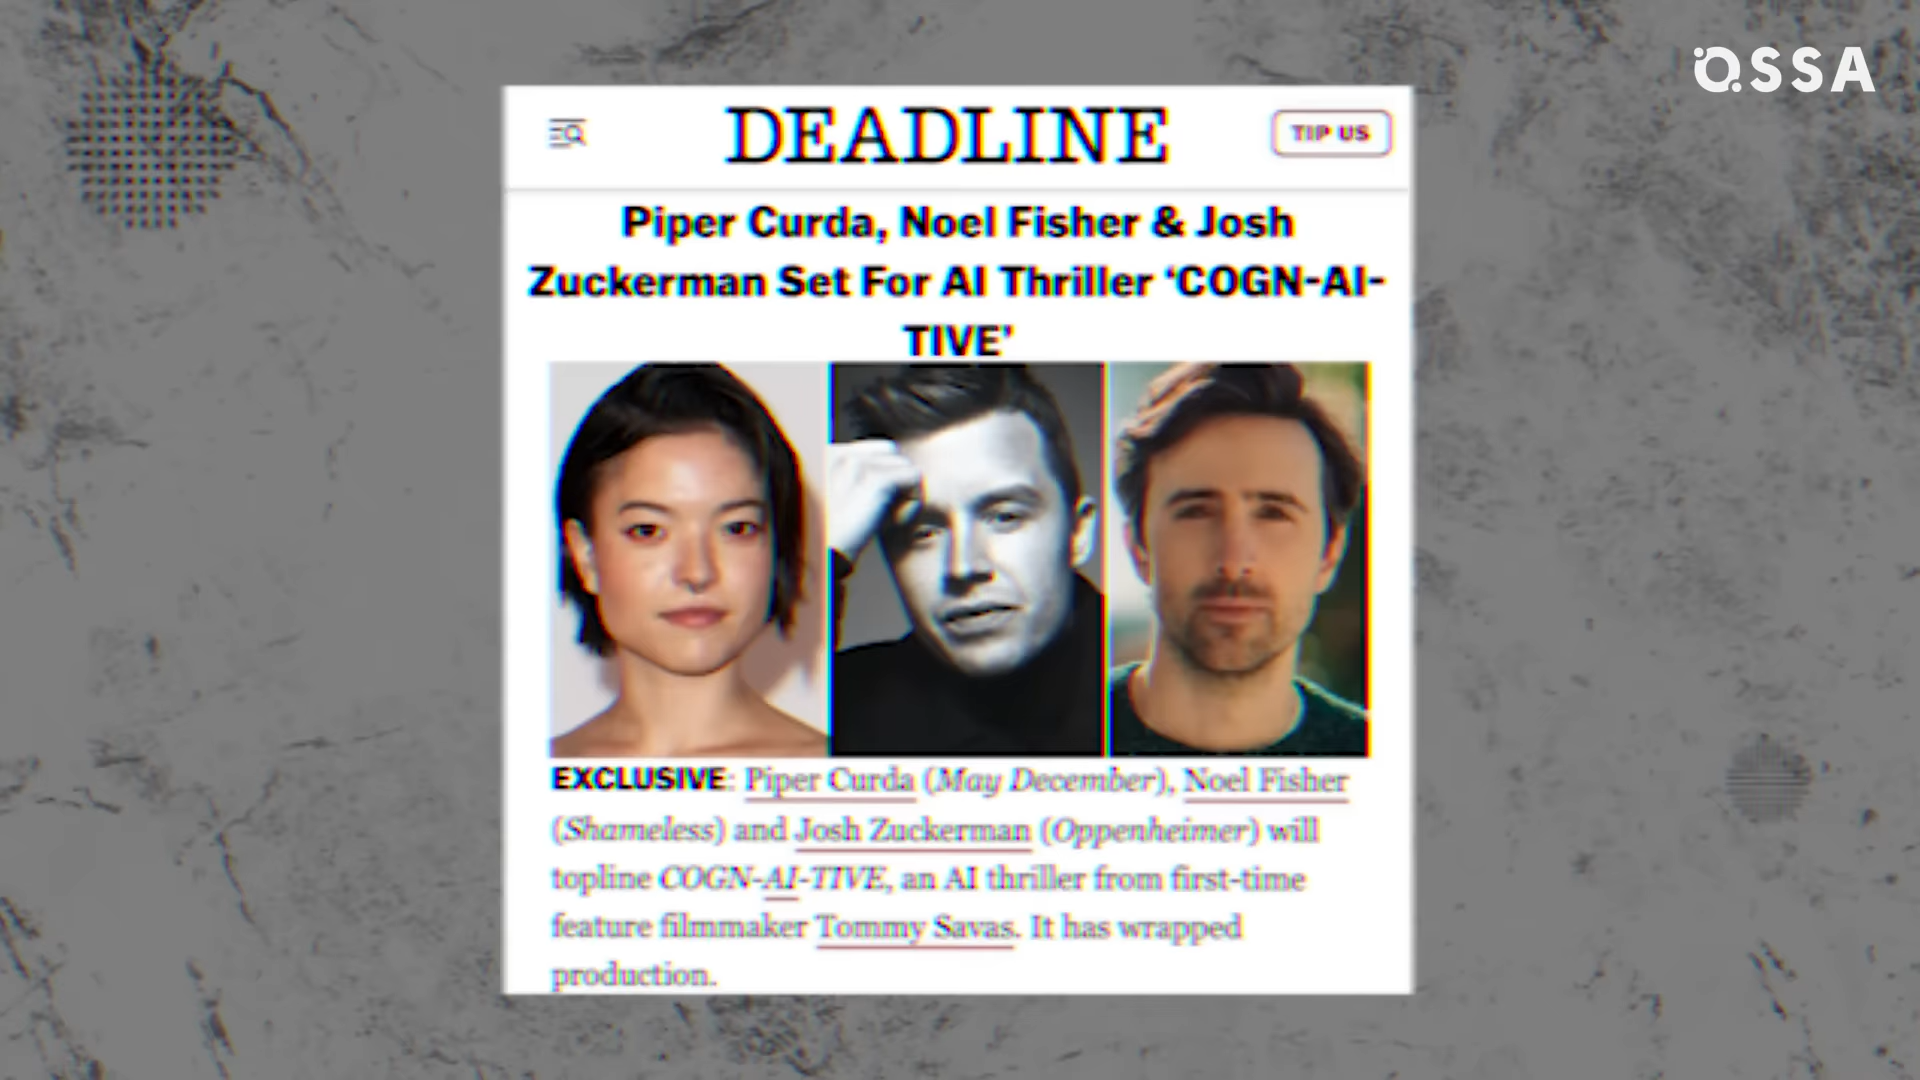 QSSA
DEADLINE
TIP US
Piper Curda, Noel Fisher & Josh
Zuckerman Set For AI Thriller ‘COGN-AI-
TIVE’
EXCLUSIVE: Piper Curda (May December), Noel Fisher
(Shameless) and Josh Zuckerman (Oppenheimer) will
topline COGN-AI-TIVE, an AI thriller from first-time
feature filmmaker Tommy Savas. It has wrapped
production.